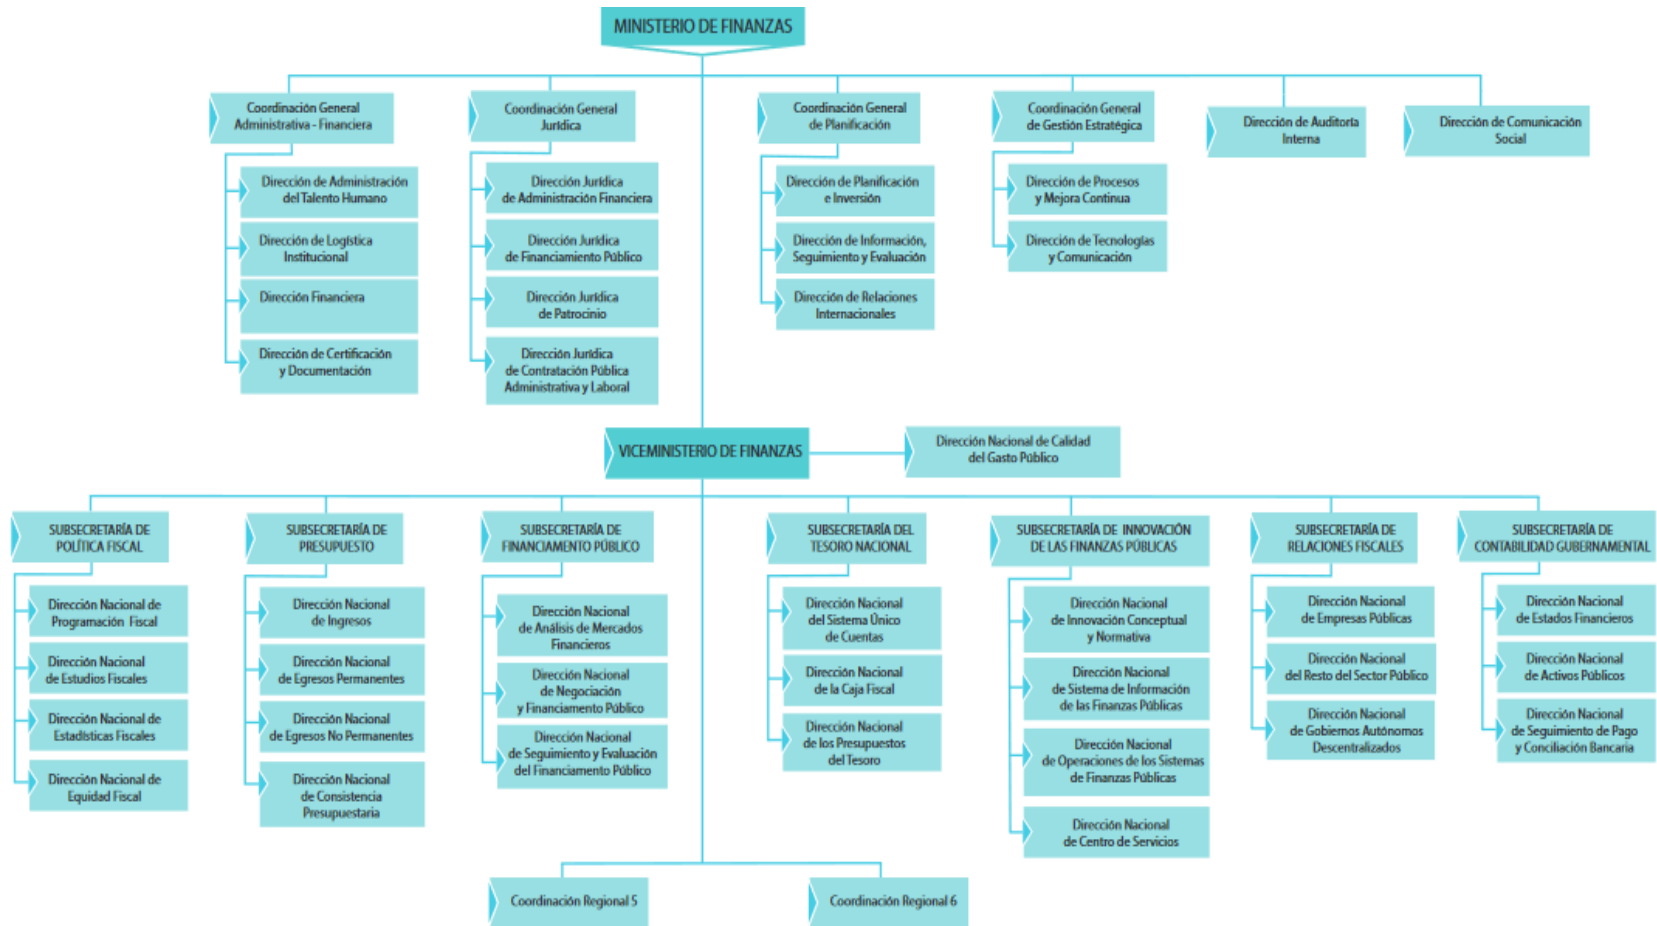 MINISTERIO DE FINANZAS
Coordinación General
Administrativa - Financiera
Dirección de Administración
del Talento Humano
Dirección de Logística
Institucional
Dirección Financiera
Dirección de Certificación
y Documentación
Coordinación General
Jurídica
Dirección Jurídica
de Administración Financiera
Dirección Jurídica
de Financiamiento Público
Dirección Jurídica
de Patrocinio
Dirección Jurídica
de Contratación Pública
Administrativa y Laboral
Coordinación General
de Planificación
Dirección de Planificación
e Inversión
Dirección de Información,
Seguimiento y Evaluación
Dirección de Relaciones
Internacionales
Coordinación General
de Gestión Estratégica
Dirección de Procesos
y Mejora Continua
Dirección de Tecnologías
y Comunicación
Dirección de Auditoría
Interna
Dirección de Comunicación
Social
VICEMINISTERIO DE FINANZAS
Dirección Nacional de Calidad
del Gasto Público
SUBSECRETARÍA DE
POLÍTICA FISCAL
Dirección Nacional de
Programación Fiscal
Dirección Nacional
de Estudios Fiscales
Dirección Nacional de
Estadísticas Fiscales
Dirección Nacional de
Equidad Fiscal
SUBSECRETARÍA DE
PRESUPUESTO
Dirección Nacional
de Ingresos
Dirección Nacional
de Egresos Permanentes
Dirección Nacional
de Egresos No Permanentes
Dirección Nacional
de Consistencia
Presupuestaria
SUBSECRETARÍA DE
FINANCIAMENTO PÚBLICO
Dirección Nacional
de Análisis de Mercados
Financieros
Dirección Nacional
de Negociación
y Financiamento Público
Dirección Nacional
de Seguimiento y Evaluación
del Financiamento Público
SUBSECRETARÍA DEL
TESORO NACIONAL
Dirección Nacional
del Sistema Único
de Cuentas
Dirección Nacional
de la Caja Fiscal
Dirección Nacional
de los Presupuestos
del Tesoro
SUBSECRETARÍA DE INNOVACIÓN
DE LAS FINANZAS PÚBLICAS
Dirección Nacional
de Innovación Conceptual
y Normativa
Dirección Nacional
de Sistema de Información
de las Finanzas Públicas
Dirección Nacional
de Operaciones de los Sistemas
de Finanzas Públicas
Dirección Nacional
de Centro de Servicios
SUBSECRETARÍA DE
RELACIONES FISCALES
Dirección Nacional
de Empresas Públicas
Dirección Nacional
del Resto del Sector Público
Dirección Nacional
de Gobiernos Autónomos
Descentralizados
SUBSECRETARÍA DE
CONTABILIDAD GUBERNAMENTAL
Dirección Nacional
de Estados Financieros
Dirección Nacional
de Activos Públicos
Dirección Nacional
de Seguimiento de Pago
y Conciliación Bancaria
Coordinación Regional 5
Coordinación Regional 6